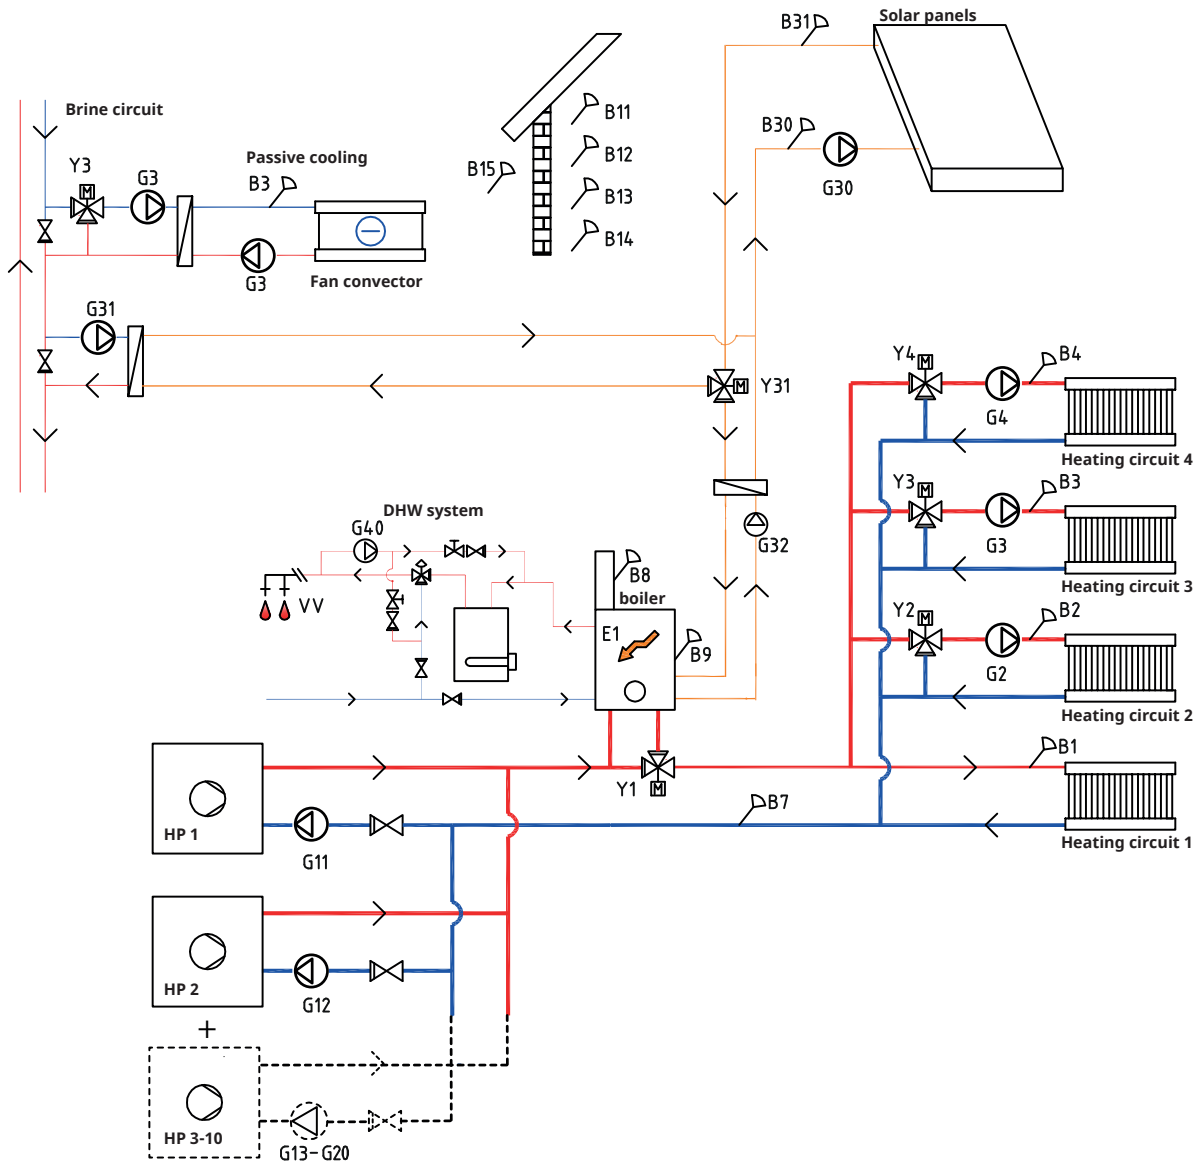 Solar panels
B31
Brine circuit
B11
B30
Y3
Passive cooling
B12
G3
B3
B15
G30
B13
B14
G3
Fan convector
G31
Y4
B4
Y31
G4
Heating circuit 4
Y3
B3
DHW system
G40
G32
G3
B8
Heating circuit 3
boiler
VV
Y2
B2
E1
B9
G2
Heating circuit 2
B1
Y1
B7
HP 1
G11
Heating circuit 1
HP 2
G12
+
HP 3-10
G13-G20
M
M
M
M
M
M